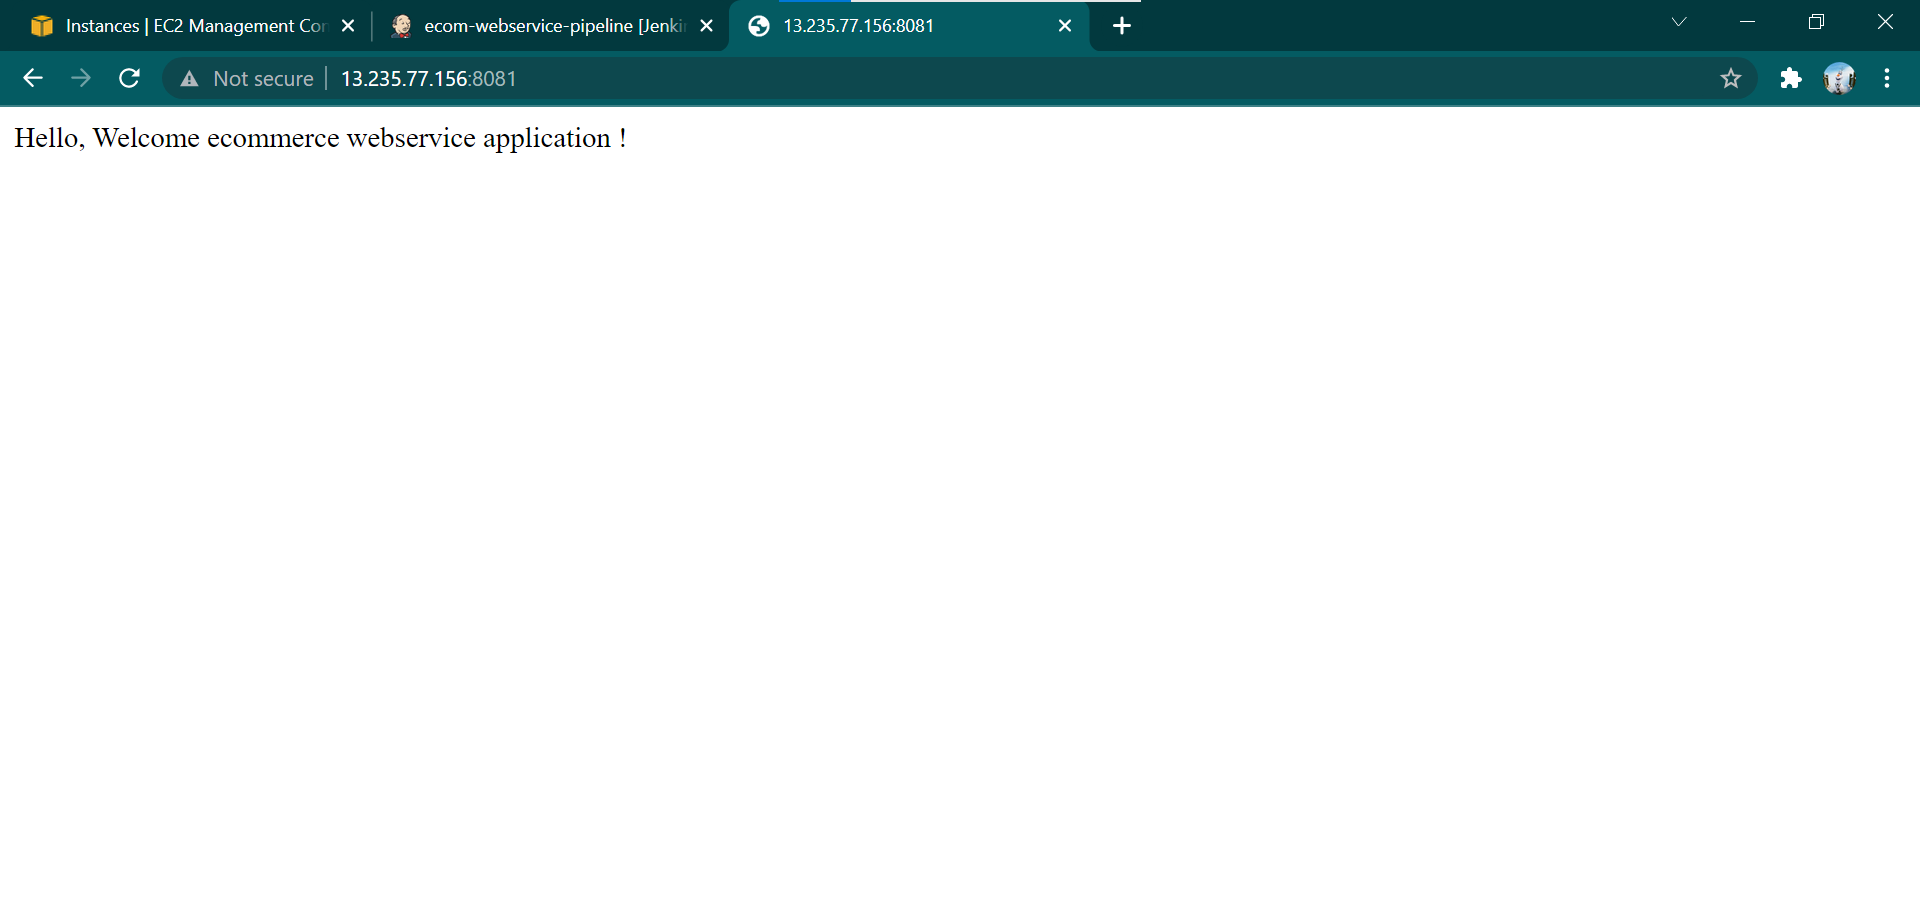 Instances | EC2 Management Con
ecom-webservice-pipeline [Jenki
13.235.77.156:8081
Not secure
13.235.77.156:8081
Hello, Welcome ecommerce webservice application !